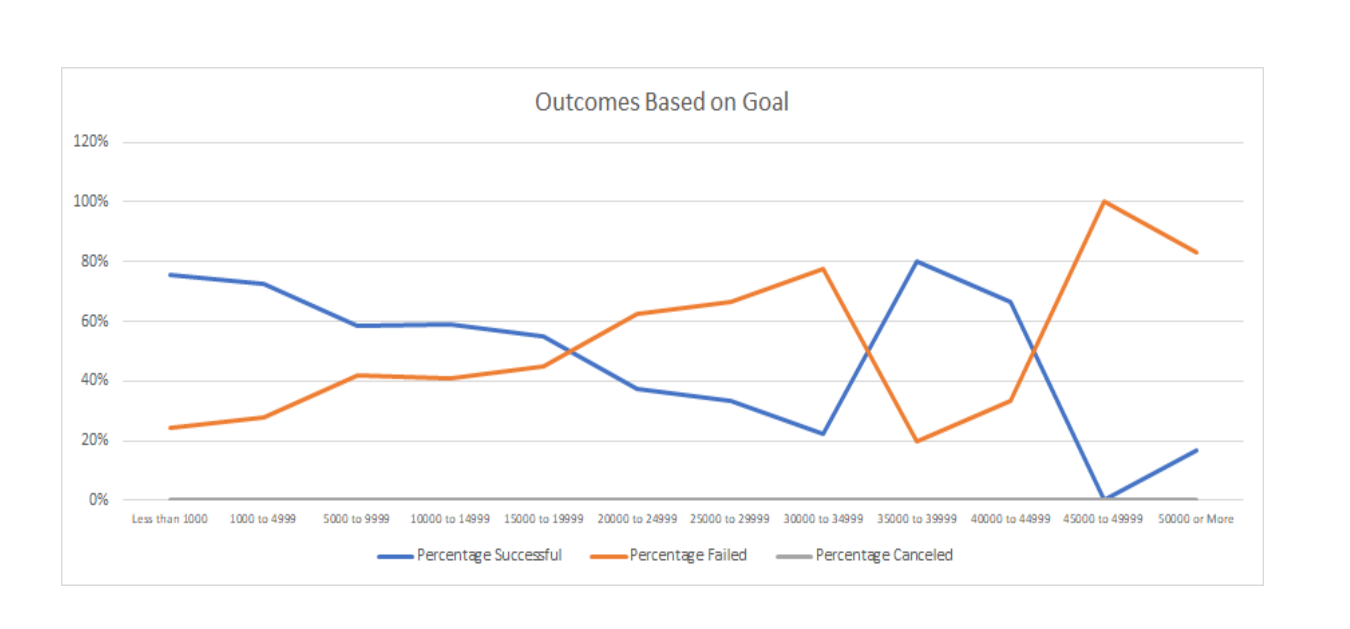 Outcomes Based on Goal
120%
100%
80%
60%
40%
20%
0%
Less than 1000 1000 to 4999 5000 to 9999 10000 to 14999 15000 to 19999 20000 to 24999 25000 to 29999 30000 to 34999 35000 to 39999 40000 to 44999 45000 to 49999 50000 or More
Percentage Successful Percentage Failed Percentage Canceled